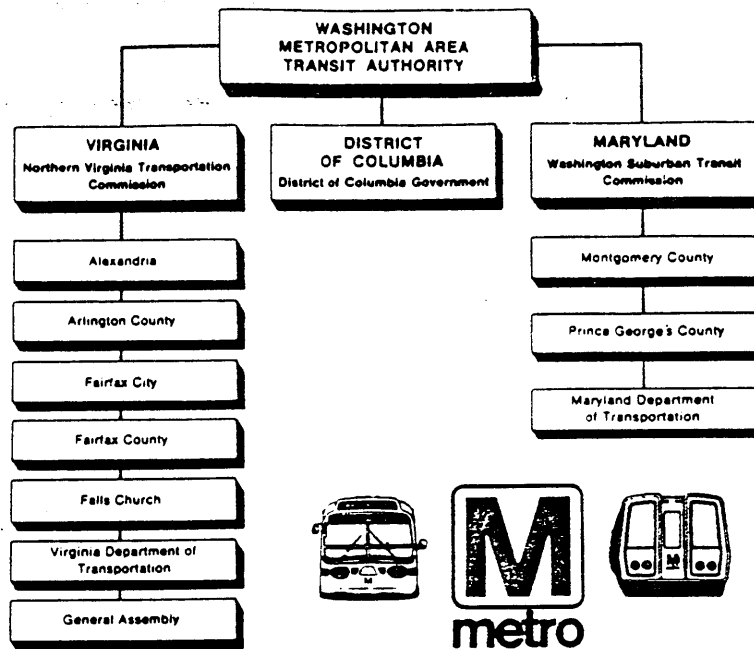 WASHINGTON
METROPOLITAN AREA
TRANSIT AUTHORITY
VIRGINIA
Northern Virginia Transportation
Commission
DISTRICT
OF COLUMBIA
District of Columbia Government
MARYLAND
Washington Suburban Transit
Commission
Alexandria
Arlington County
Fairfax City
Fairfax County
Falls Church
Virginia Department of
Transportation
General Assembly
Montgomery County
Prince George's County
Maryland Department
of Transportation
M
M
metro
M